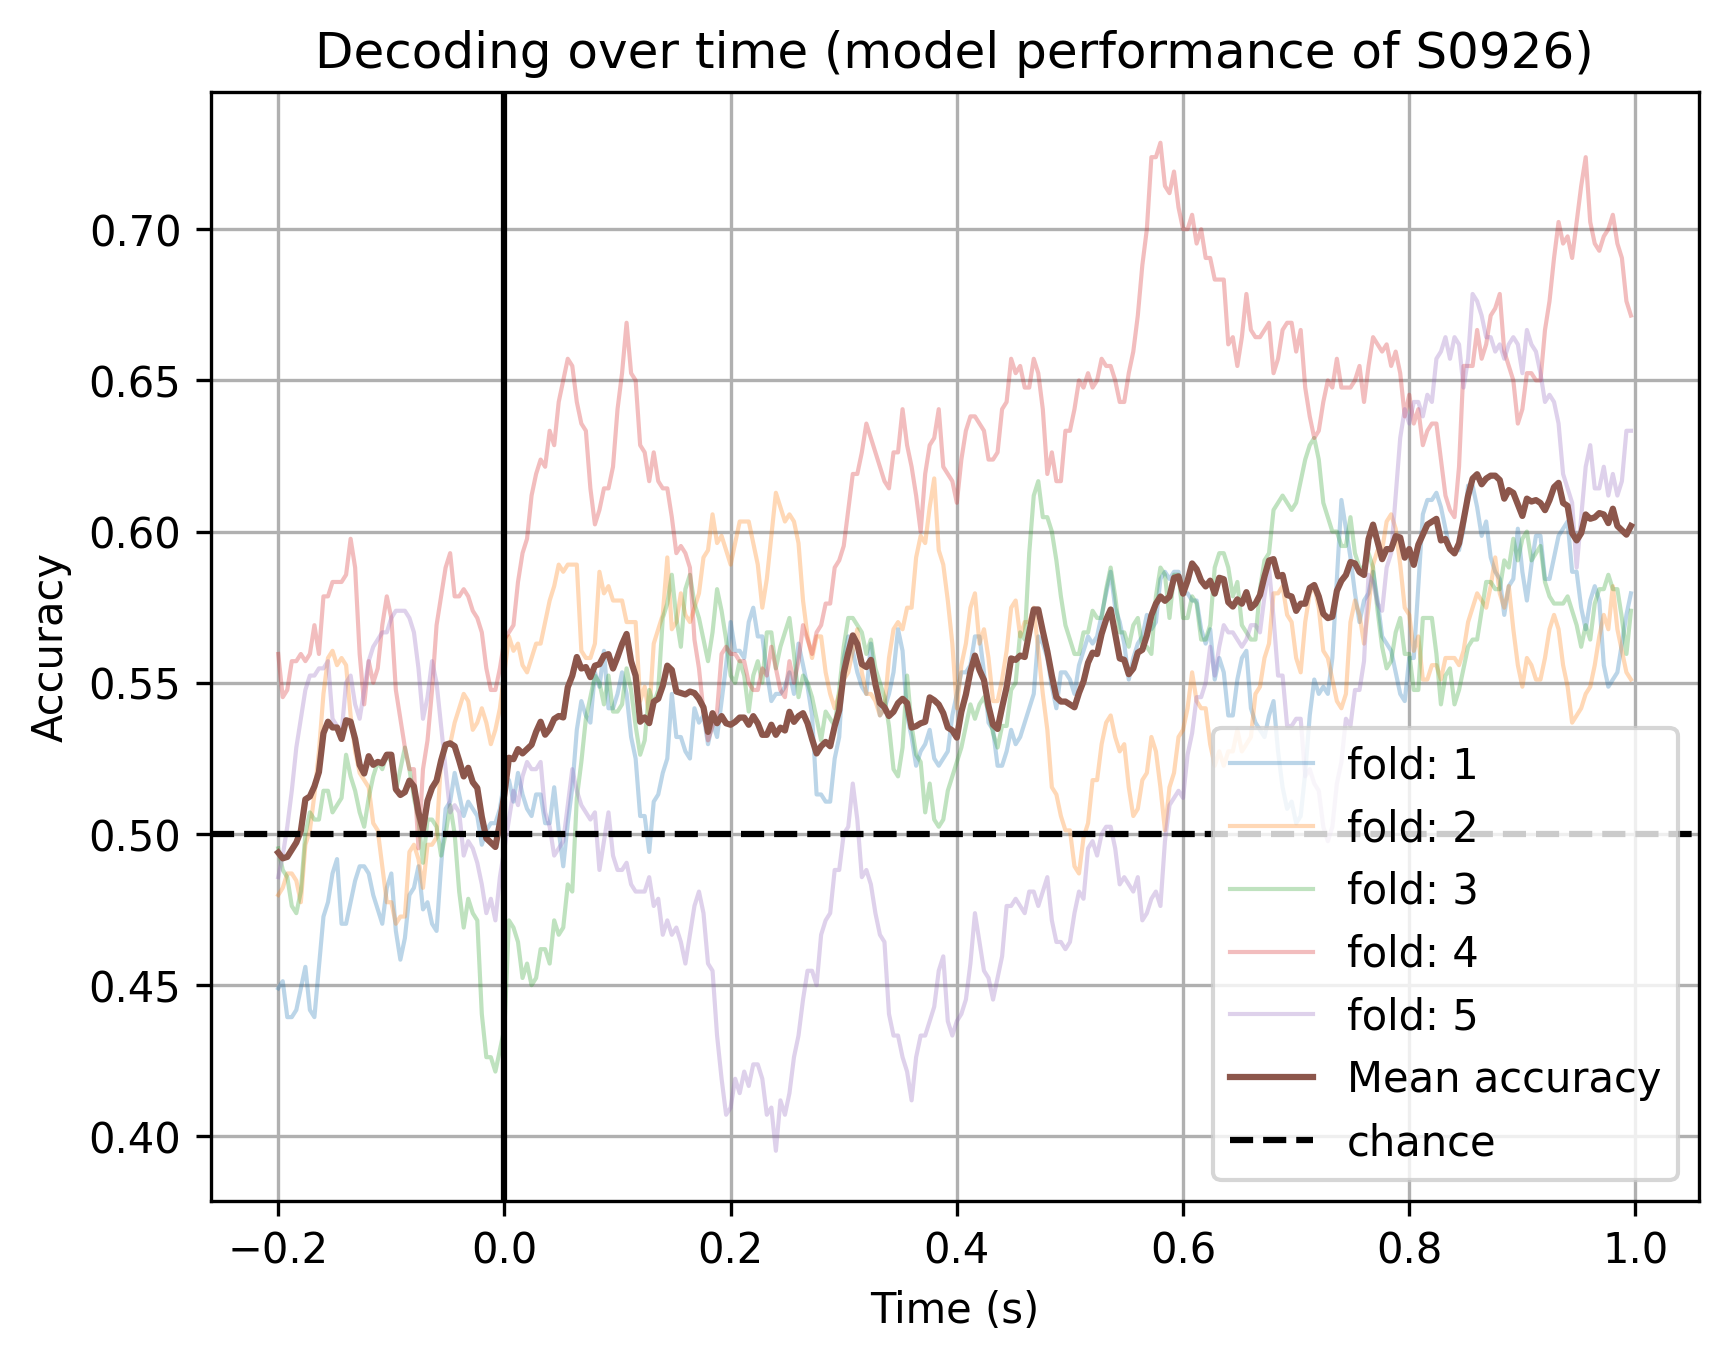 Decoding over time (model performance of S0926)
Accuracy
0.70
0.65
0.60
0.55
0.50
0.45
0.40
fold: 1
fold: 2
fold: 3
fold: 4
fold: 5
Mean accuracy
chance
−0.2 0.0 0.2 0.4 0.6 0.8 1.0
Time (s)